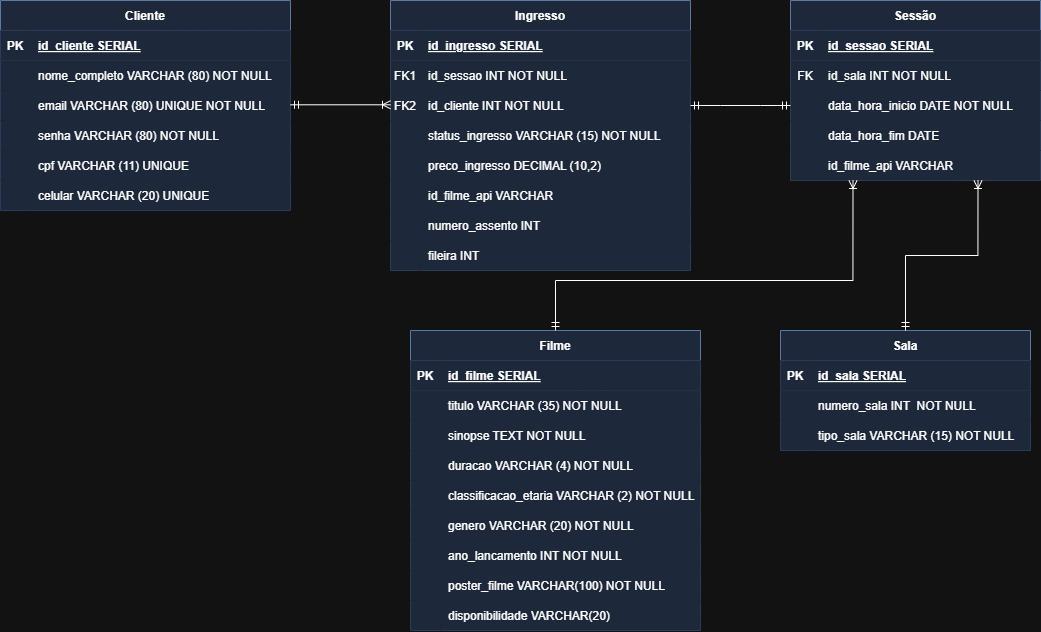 Cliente
PK id_cliente SERIAL
nome_completo VARCHAR (80) NOT NULL
email VARCHAR (80) UNIQUE NOT NULL
senha VARCHAR (80) NOT NULL
cpf VARCHAR (11) UNIQUE
celular VARCHAR (20) UNIQUE
Ingresso
PK id_ingresso SERIAL
FK1 id_sessao INT NOT NULL
FK2 id_cliente INT NOT NULL
status_ingresso VARCHAR (15) NOT NULL
preco_ingresso DECIMAL (10,2)
id_filme_api VARCHAR
numero_assento INT
fileira INT
Sessão
PK id_sessao SERIAL
FK id_sala INT NOT NULL
data_hora_inicio DATE NOT NULL
data_hora_fim DATE
id_filme_api VARCHAR
Filme
PK id_filme SERIAL
titulo VARCHAR (35) NOT NULL
sinopse TEXT NOT NULL
duracao VARCHAR (4) NOT NULL
classificacao_etaria VARCHAR (2) NOT NULL
genero VARCHAR (20) NOT NULL
ano_lancamento INT NOT NULL
poster_filme VARCHAR(100) NOT NULL
disponibilidade VARCHAR(20)
Sala
PK id_sala SERIAL
numero_sala INT NOT NULL
tipo_sala VARCHAR (15) NOT NULL